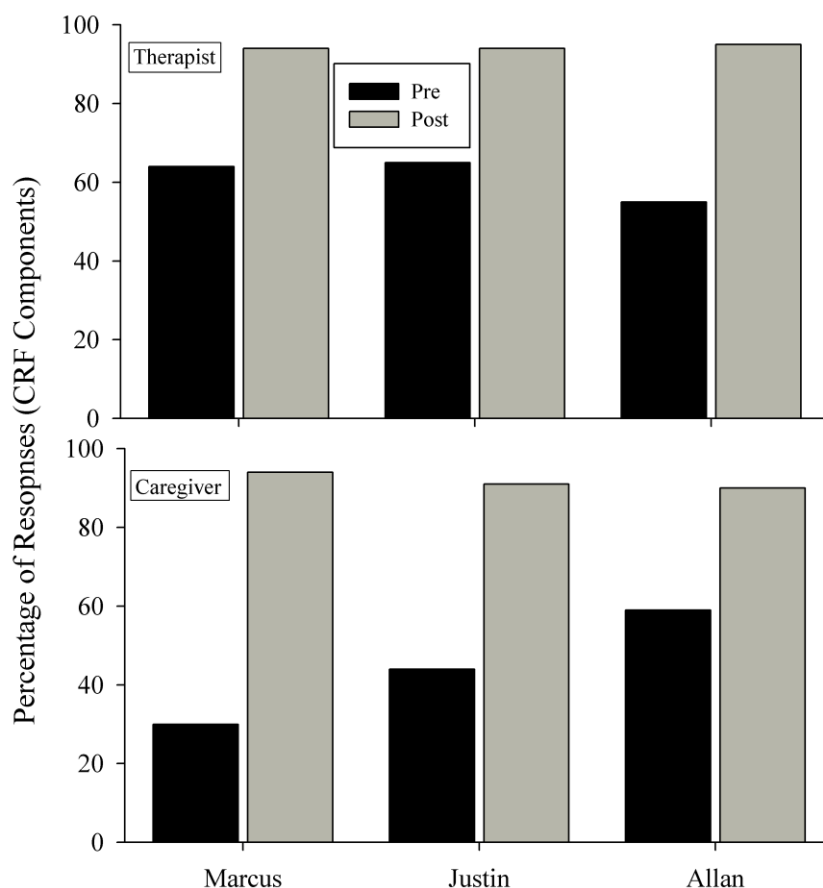 Percentage of Resopnses (CRF Components)
100
80
60
40
20
0
Therapist
Pre
Post
100
80
60
40
20
0
Caregiver
Marcus Justin Allan